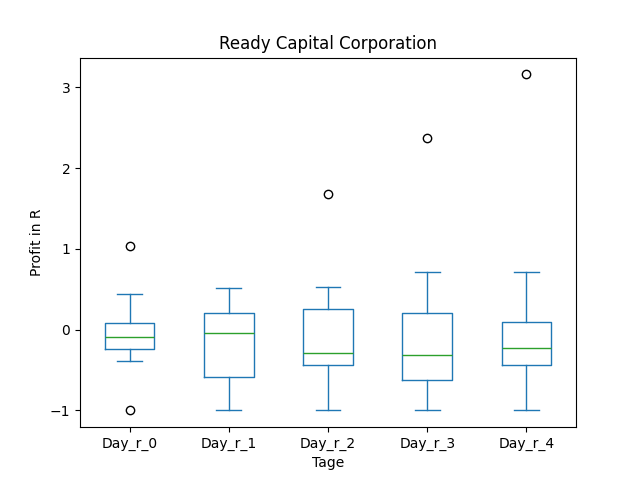 Ready Capital Corporation
Profit in R
3
2
1
0
−1
Day_r_0 Day_r_1 Day_r_2 Day_r_3 Day_r_4
Tage